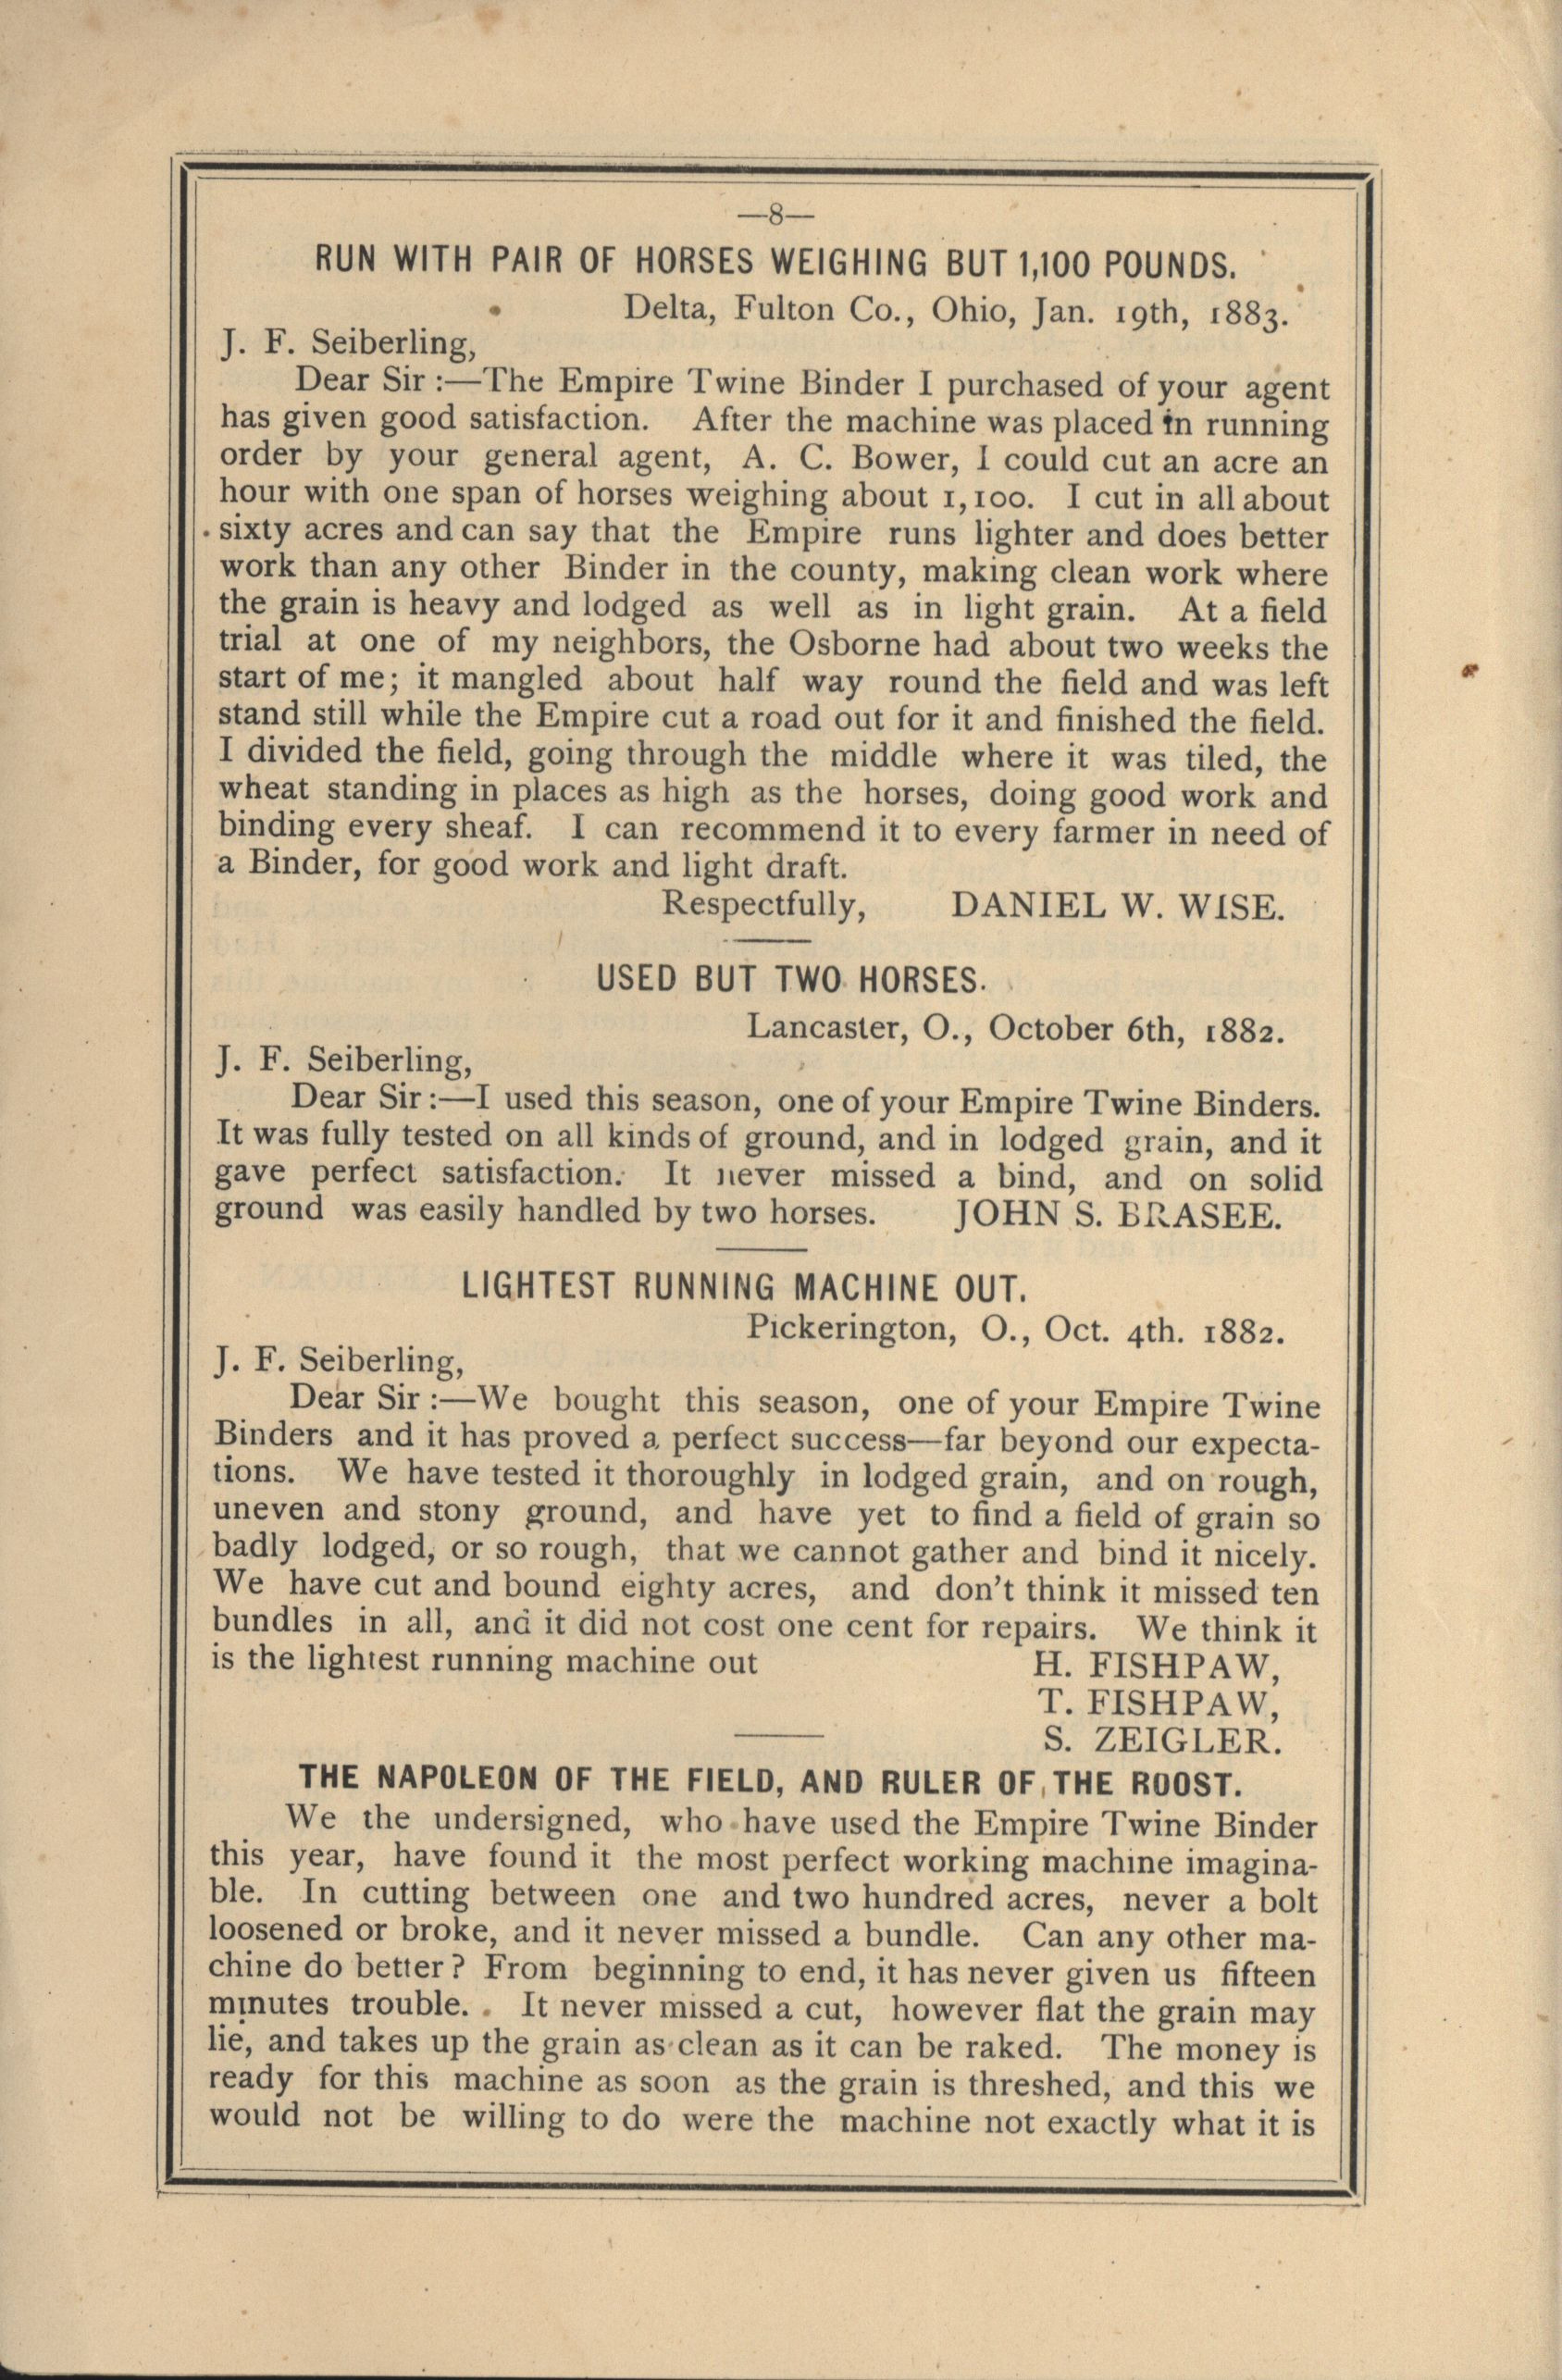 —8—
RUN WITH PAIR OF HORSES WEIGHING BUT 1,100 POUNDS.
Delta, Fulton Co., Ohio, Jan. 19th, 1883.
J. F. Seiberling,
Dear Sir :—The Empire Twine Binder I purchased of your agent
has given good satisfaction. After the machine was placed in running
order by your general agent, A. C. Bower, I could cut an acre an
hour with one span of horses weighing about 1,100. I cut in all about
sixty acres and can say that the Empire runs lighter and does better
work than any other Binder in the county, making clean work where
the grain is heavy and lodged as well as in light grain. At a field
trial at one of my neighbors, the Osborne had about two weeks the
start of me; it mangled about half way round the field and was left
stand still while the Empire cut a road out for it and finished the field.
I divided the field, going through the middle where it was tiled, the
wheat standing in places as high as the horses, doing good work and
binding every sheaf. I can recommend it to every farmer in need of
a Binder, for good work and light draft.
Respectfully, DANIEL W. WISE.
USED BUT TWO HORSES.
Lancaster, O., October 6th, 1882.
J. F. Seiberling,
Dear Sir :—I used this season, one of your Empire Twine Binders.
It was fully tested on all kinds of ground, and in lodged grain, and it
gave perfect satisfaction. It never missed a bind, and on solid
ground was easily handled by two horses. JOHN S. BRASEE.
LIGHTEST RUNNING MACHINE OUT.
Pickerington, O., Oct. 4th. 1882.
J. F. Seiberling,
Dear Sir :—We bought this season, one of your Empire Twine
Binders and it has proved a perfect success—far beyond our expecta-
tions. We have tested it thoroughly in lodged grain, and on rough,
uneven and stony ground, and have yet to find a field of grain so
badly lodged, or so rough, that we cannot gather and bind it nicely.
We have cut and bound eighty acres, and don't think it missed ten
bundles in all, and it did not cost one cent for repairs. We think it
is the lightest running machine out H. FISHPAW,
T. FISHPAW,
S. ZEIGLER.
THE NAPOLEON OF THE FIELD, AND RULER OF THE ROOST.
We the undersigned, who have used the Empire Twine Binder
this year, have found it the most perfect working machine imagina-
ble. In cutting between one and two hundred acres, never a bolt
loosened or broke, and it never missed a bundle. Can any other ma-
chine do better? From beginning to end, it has never given us fifteen
minutes trouble. It never missed a cut, however flat the grain may
lie, and takes up the grain as clean as it can be raked. The money is
ready for this machine as soon as the grain is threshed, and this we
would not be willing to do were the machine not exactly what it is